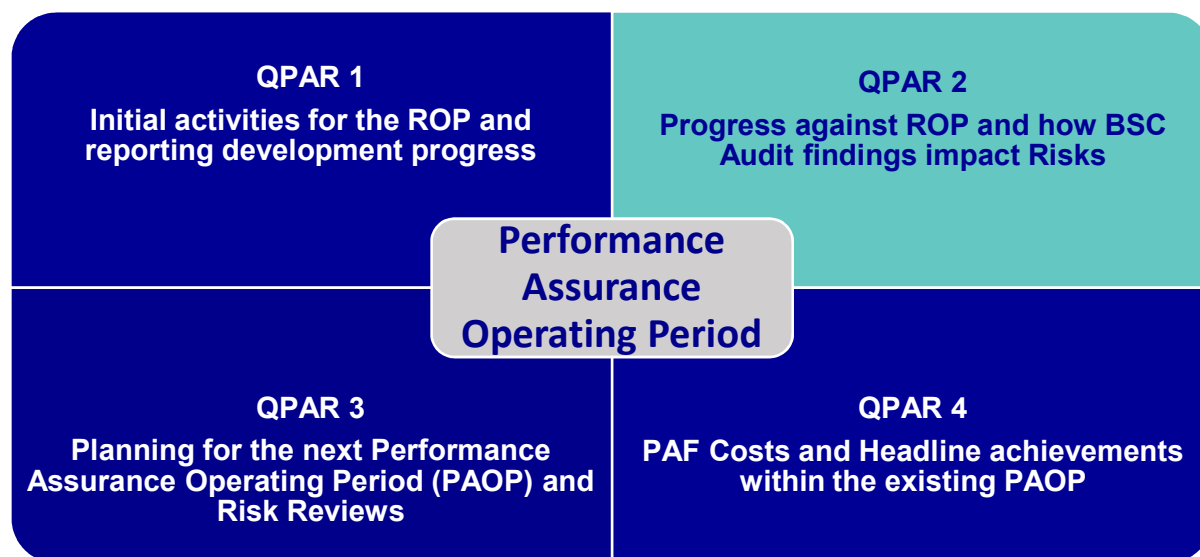 QPAR 1
Initial activities for the ROP and
reporting development progress
QPAR 2
Progress against ROP and how BSC
Audit findings impact Risks
Performance
Assurance
Operating Period
QPAR 3
Planning for the next Performance
Assurance Operating Period (PAOP) and
Risk Reviews
QPAR 4
PAF Costs and Headline achievements
within the existing PAOP